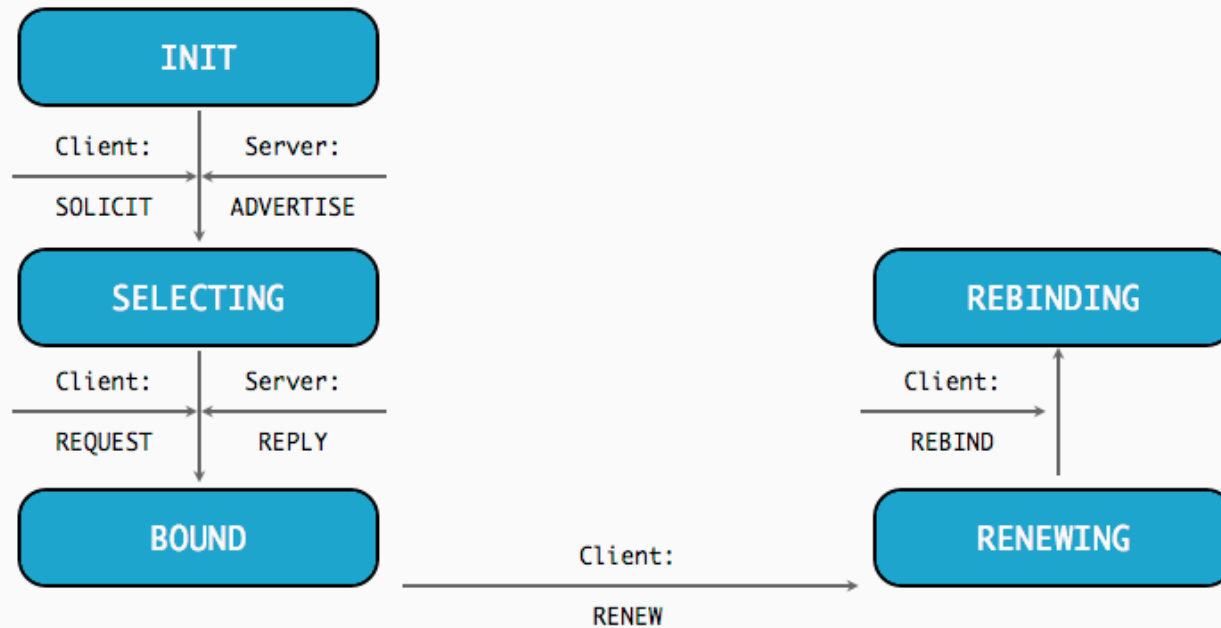 INIT
Client: Server:
SOLICIT ADVERTISE
SELECTING REBINDING
Client: Server: Client:
REQUEST REPLY REBIND
BOUND RENEWING
Client:
RENEW